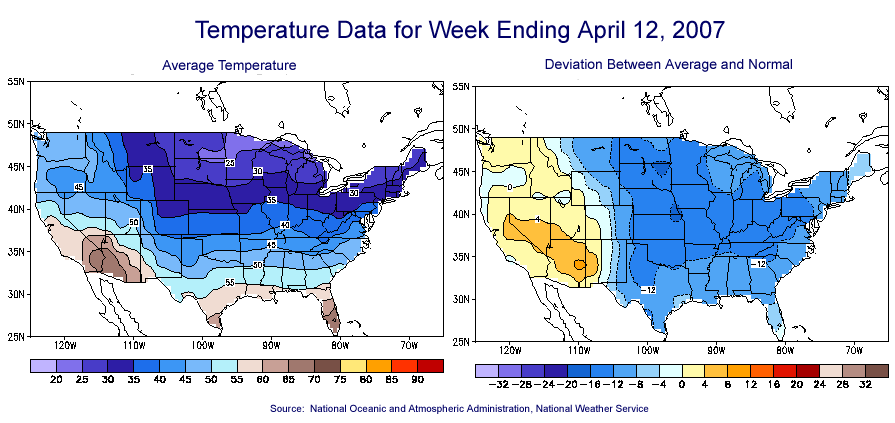 Temperature Data for Week Ending April 12, 2007
Average Temperature
Deviation Between Average and Normal
55N
50N
45N
40N
35N
30N
25N
120W 110W 100W 90W 80W 70W
25
35
30
45
30
35
50
40
45
50
55
20 25 30 35 40 45 50 55 60 65 70 75 80 85 90
55N
50N
45N
40N
35N
30N
25N
120W 110W 100W 90W 80W 70W
0
4
-12
-12
-32 -28 -24 -20 -16 -12 -8 -4 0 4 8 12 16 20 24 28 32
Source: National Oceanic and Atmospheric Administration, National Weather Service